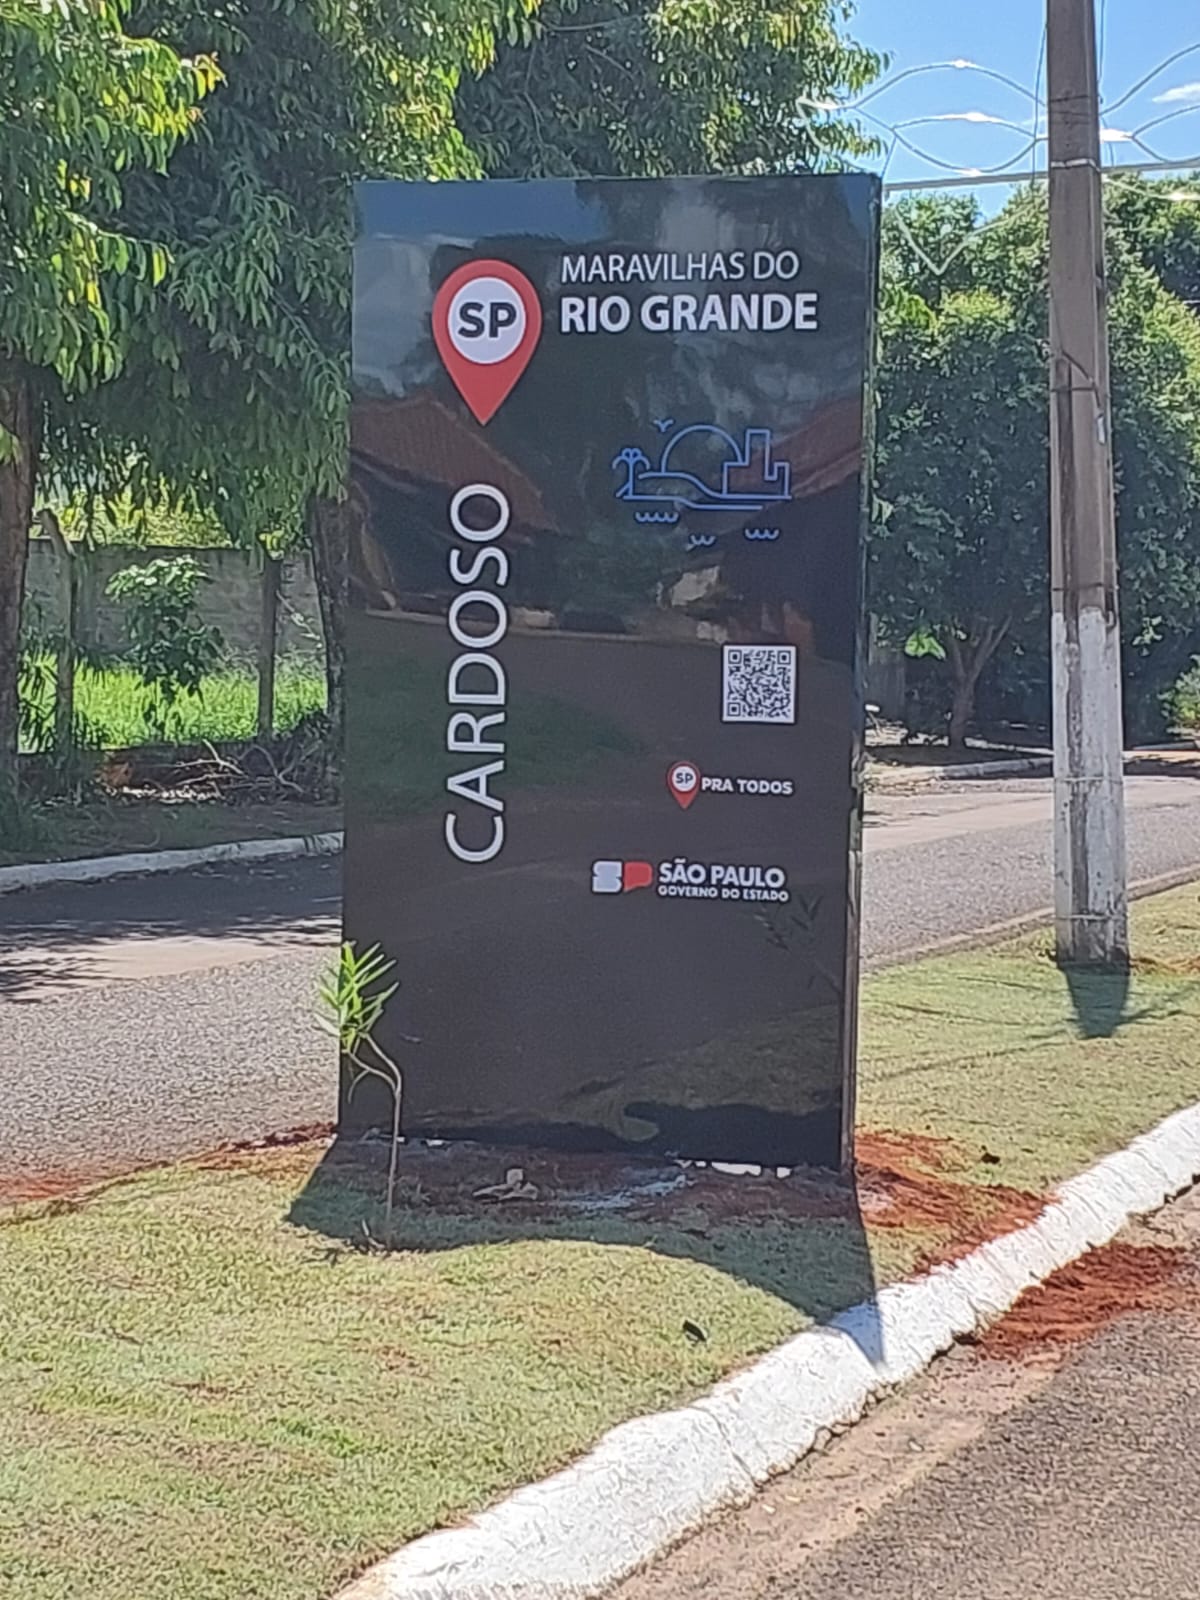 SP
MARAVILHAS DO
RIO GRANDE
CARDOSO
SP PRA TODOS
SÃO PAULO
GOVERNO DO ESTADO